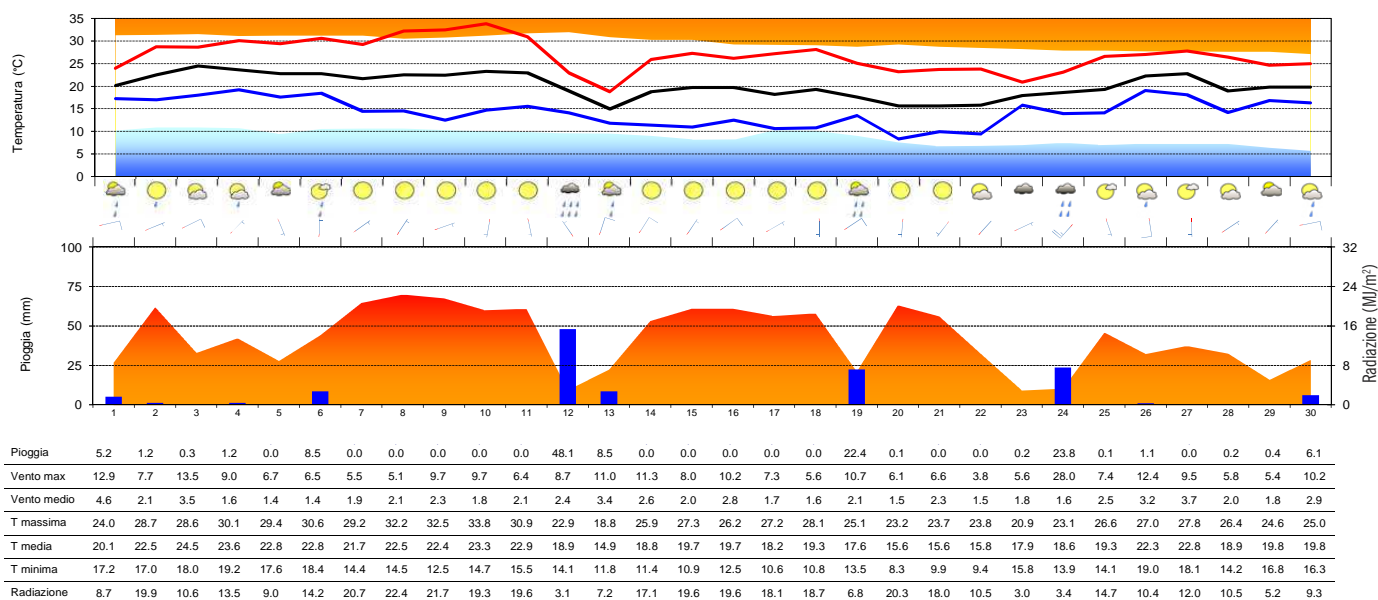 35
30
25
20
15
10
5
0
Temperatura (°C)
100
75
50
25
0
Pioggia (mm)
32
24
16
8
0
Radiazione (MJ/m²)
1 2 3 4 5 6 7 8 9 10 11 12 13 14 15 16 17 18 19 20 21 22 23 24 25 26 27 28 29 30
Pioggia 5.2 1.2 0.3 1.2 0.0 8.5 0.0 0.0 0.0 0.0 0.0 48.1 8.5 0.0 0.0 0.0 0.0 0.0 22.4 0.1 0.0 0.0 0.2 23.8 0.1 1.1 0.0 0.2 0.4 6.1
Vento max 12.9 7.7 13.5 9.0 6.7 6.5 5.5 5.1 9.7 9.7 6.4 8.7 11.0 11.3 8.0 10.2 7.3 5.6 10.7 6.1 6.6 3.8 5.6 28.0 7.4 12.4 9.5 5.8 5.4 10.2
Vento medio 4.6 2.1 3.5 1.6 1.4 1.4 1.9 2.1 2.3 1.8 2.1 2.4 3.4 2.6 2.0 2.8 1.7 1.6 2.1 1.5 2.3 1.5 1.8 1.6 2.5 3.2 3.7 2.0 1.8 2.9
T massima 24.0 28.7 28.6 30.1 29.4 30.6 29.2 32.2 32.5 33.8 30.9 22.9 18.8 25.9 27.3 26.2 27.2 28.1 25.1 23.2 23.7 23.8 20.9 23.1 26.6 27.0 27.8 26.4 24.6 25.0
T media 20.1 22.5 24.5 23.6 22.8 22.8 21.7 22.5 22.4 23.3 22.9 18.9 14.9 18.8 19.7 19.7 18.2 19.3 17.6 15.6 15.6 15.8 17.9 18.6 19.3 22.3 22.8 18.9 19.8 19.8
T minima 17.2 17.0 18.0 19.2 17.6 18.4 14.4 14.5 12.5 14.7 15.5 14.1 11.8 11.4 10.9 12.5 10.6 10.8 13.5 8.3 9.9 9.4 15.8 13.9 14.1 19.0 18.1 14.2 16.8 16.3
Radiazione 8.7 19.9 10.6 13.5 9.0 14.2 20.7 22.4 21.7 19.3 19.6 3.1 7.2 17.1 19.6 19.6 18.1 18.7 6.8 20.3 18.0 10.5 3.0 3.4 14.7 10.4 12.0 10.5 5.2 9.3